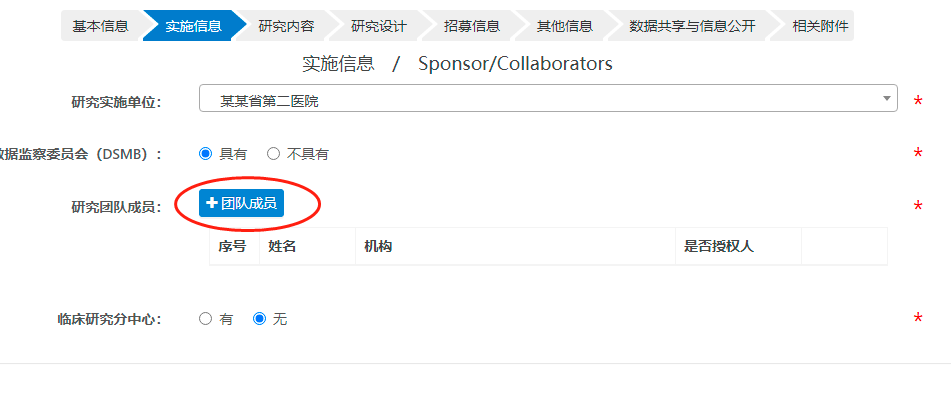 基本信息 实施信息 研究内容 研究设计 招募信息 其他信息 数据共享与信息公开 相关附件
实施信息 / Sponsor/Collaborators
研究实施单位： 某某省第二医院 *
据监察委员会（DSMB）： 具有 不具有 *
研究团队成员： +团队成员 *
序号 姓名 机构 是否授权人
临床研究分中心： 有 无 *